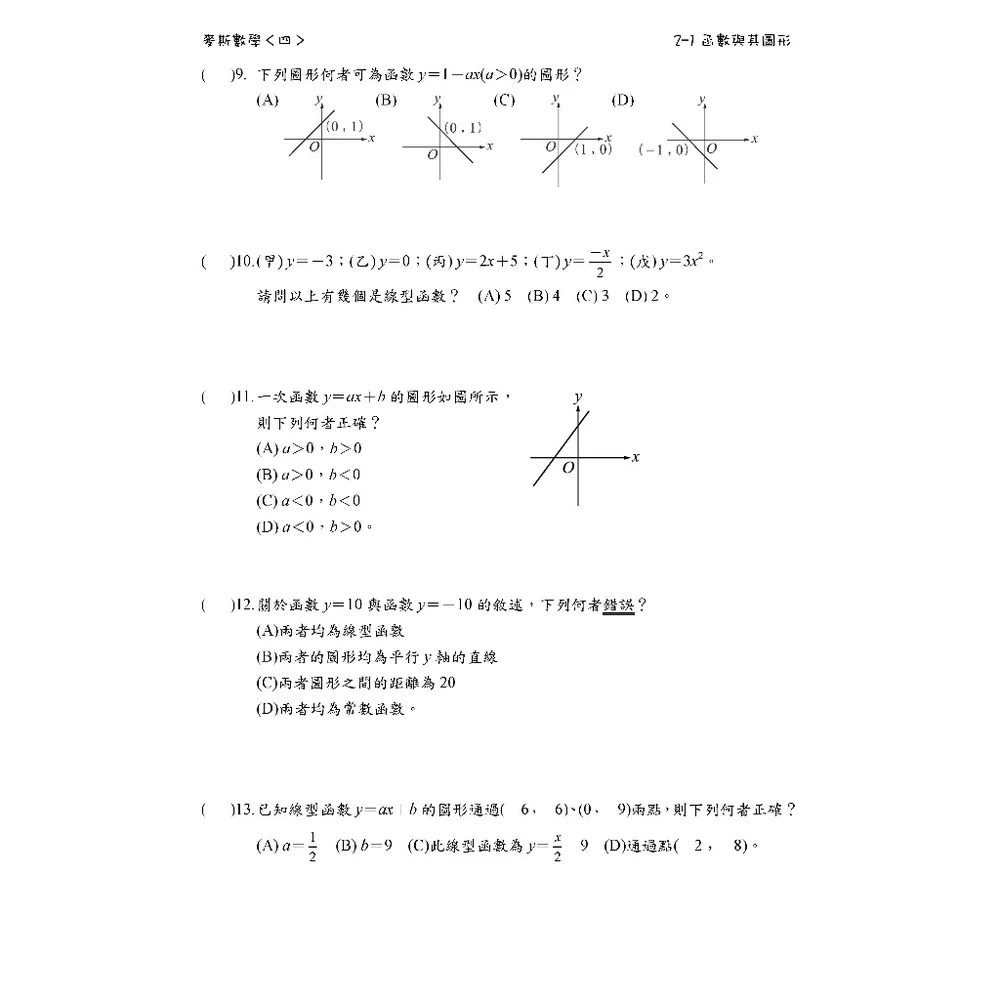 麥斯數學＜四＞ 2-1 函數與其圖形
( )9. 下列圖形何者可為函數 y＝1－ax(a＞0)的圖形？
(A) (B) (C) (D)
y x O (0，1) y x O (0，1) y x O (1，0) y x O (－1，0)
( )10.(甲) y＝－3；(乙) y＝0；(丙) y＝2x＋5；(丁) y＝－x/2；(戊) y＝3x²。
請問以上有幾個是線型函數？ (A) 5 (B) 4 (C) 3 (D) 2。
( )11. 一次函數 y＝ax＋b 的圖形如圖所示，
則下列何者正確？
(A) a＞0，b＞0
(B) a＞0，b＜0
(C) a＜0，b＜0
(D) a＜0，b＞0。
y
x
O
( )12. 關於函數 y＝10 與函數 y＝－10 的敘述，下列何者錯誤？
(A)兩者均為線型函數
(B)兩者的圖形均為平行 y 軸的直線
(C)兩者圖形之間的距離為 20
(D)兩者均為常數函數。
( )13. 已知線型函數 y＝ax｜b 的圖形通過( 6， 6)、(0， 9)兩點，則下列何者正確？
(A) a＝1/2 (B) b＝9 (C)此線型函數為 y＝x/2 9 (D)通過點( 2， 8)。